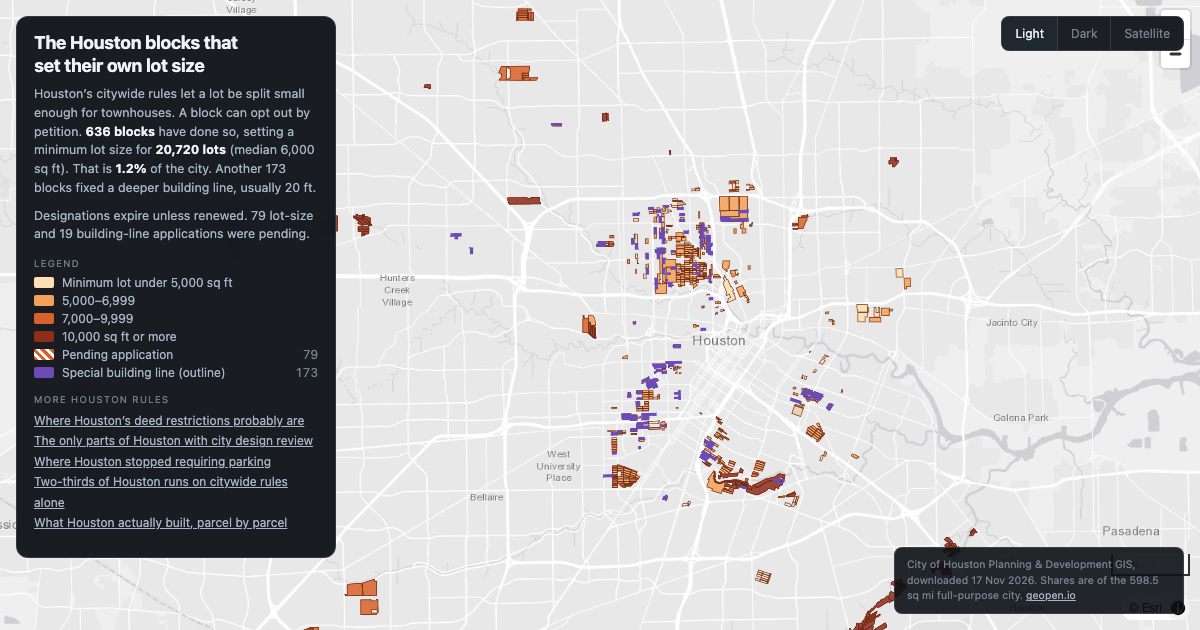 Village
The Houston blocks that
set their own lot size
Houston's citywide rules let a lot be split small
enough for townhouses. A block can opt out by
petition. 636 blocks have done so, setting a
minimum lot size for 20,720 lots (median 6,000
sq ft). That is 1.2% of the city. Another 173
blocks fixed a deeper building line, usually 20 ft.
Designations expire unless renewed. 79 lot-size
and 19 building-line applications were pending.
LEGEND
Minimum lot under 5,000 sq ft
5,000–6,999
7,000–9,999
10,000 sq ft or more
Pending application 79
Special building line (outline) 173
MORE HOUSTON RULES
Where Houston's deed restrictions probably are
The only parts of Houston with city design review
Where Houston stopped requiring parking
Two-thirds of Houston runs on citywide rules
alone
What Houston actually built, parcel by parcel
Light
Dark
Satellite
Hunters
Creek
Village
Houston
Jacinto City
Galena Park
West
University
Place
Bellaire
Pasadena
City of Houston Planning & Development GIS,
downloaded 17 Nov 2026. Shares are of the 598.5
sq mi full-purpose city. geopen.io
© Esri